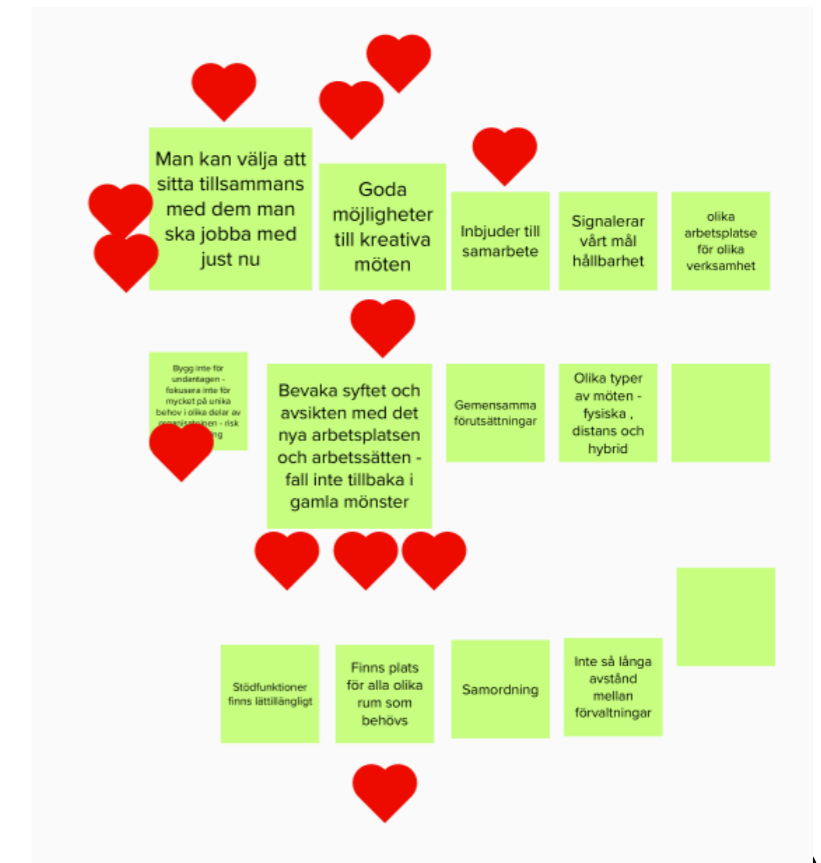 Man kan välja att
sitta tillsammans
med dem man
ska jobba med
just nu
Goda
möjligheter
till kreativa
möten
Inbjuder till
samarbete
Signalerar
vårt mål
hållbarhet
olika
arbetsplatse
för olika
verksamhet
Bygg inte för
undantagen -
fokusera inte för
mycket på unika
behov i olika delar av
- risk
Bevaka syftet och
avsikten med det
nya arbetsplatsen
och arbetssätten -
fall inte tillbaka i
gamla mönster
Gemensamma
förutsättningar
Olika typer
av möten -
fysiska ,
distans och
hybrid
Stödfunktioner
finns lättillängligt
Finns plats
för alla olika
rum som
behövs
Samordning
Inte så långa
avstånd
mellan
förvaltningar